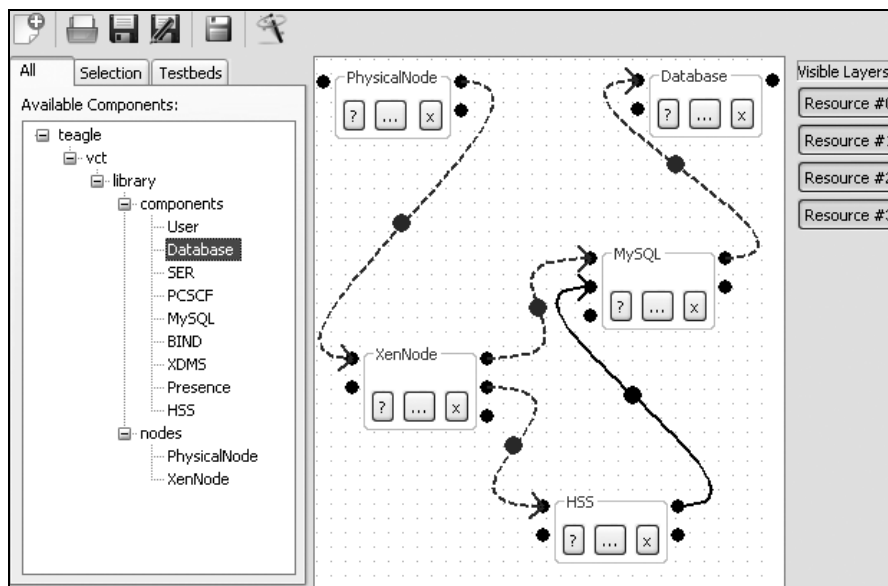 All
Selection
Testbeds
Available Components:
teagle
vct
library
components
User
Database
SER
PCSCF
MySQL
BIND
XDMS
Presence
HSS
nodes
PhysicalNode
XenNode
PhysicalNode
? ... x
Database
? ... x
MySQL
? ... x
XenNode
? ... x
HSS
? ... x
Visible Layers
Resource #0
Resource #1
Resource #2
Resource #3